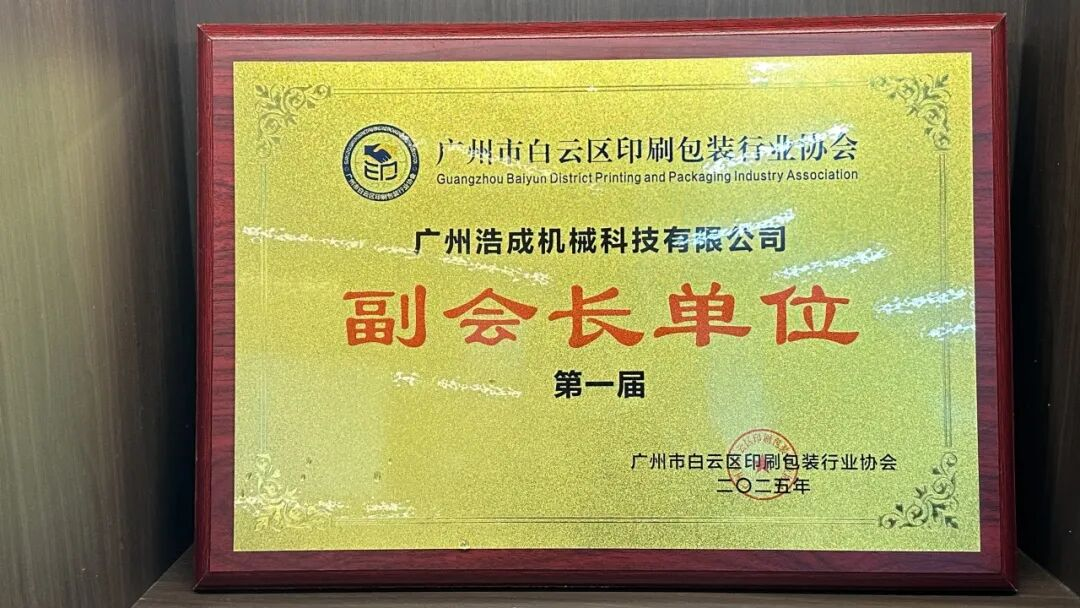 广州市白云区印刷包装行业协会
Guangzhou Baiyun District Printing and Packaging Industry Association
广州浩成机械科技有限公司
副会长单位
第一届
广州市白云区印刷包装行业协会
二〇二五年